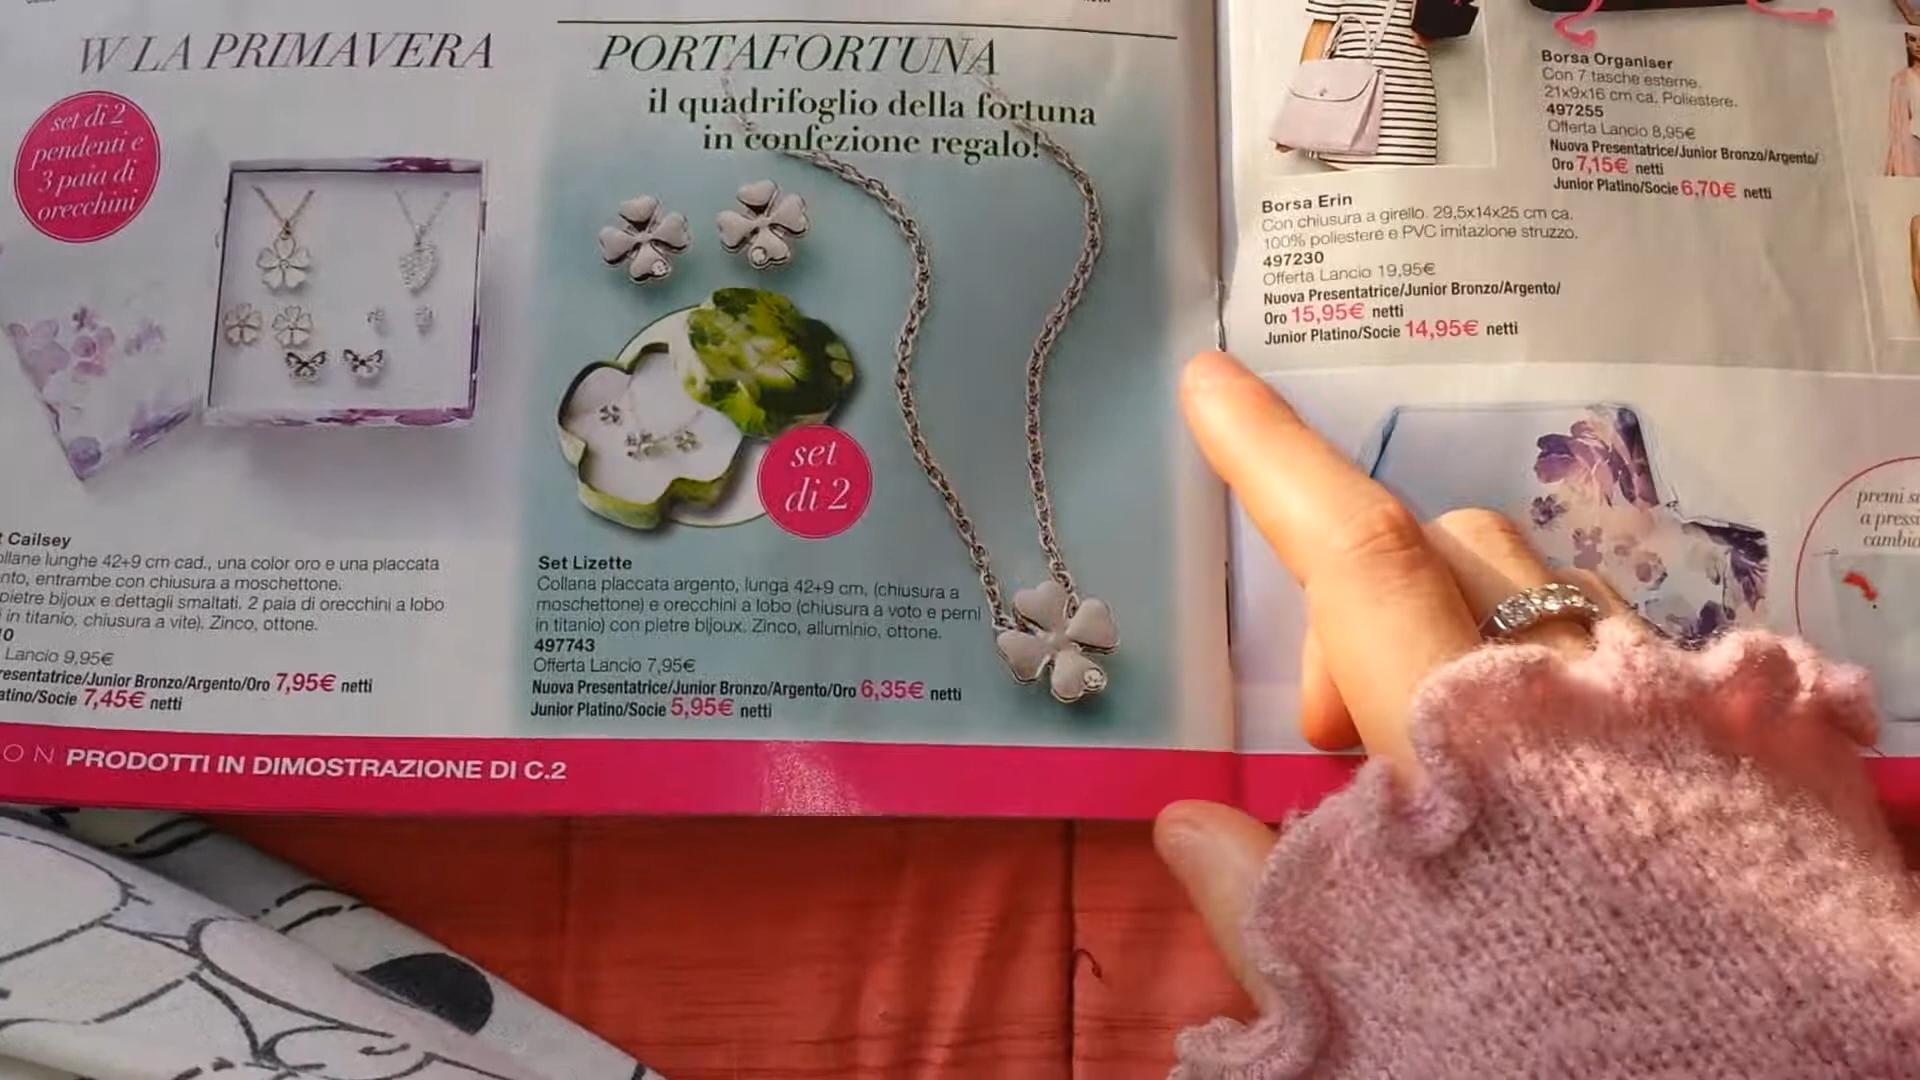 W LA PRIMAVERA
set di 2
pendenti e
3 paia di
orecchini
Cailsey
lunghe 42+9 cm cad., una color oro e una placcata
entrambe con chiusura a moschettone.
pietre bijoux e dettagli smaltati. 2 paia di orecchini a lobo
in titanio, chiusura a vite). Zinco, ottone.
Lancio 9,95€
/Junior Bronzo/Argento/Oro 7,95€ netti
/Socie 7,45€ netti
PORTAFORTUNA
il quadrifoglio della fortuna
in confezione regalo!
set
di 2
Set Lizette
Collana placcata argento, lunga 42+9 cm, (chiusura a
moschettone) e orecchini a lobo (chiusura a voto e perni
in titanio) con pietre bijoux. Zinco, alluminio, ottone.
497743
Offerta Lancio 7,95€
Nuova Presentatrice/Junior Bronzo/Argento/Oro 6,35€ netti
Junior Platino/Socie 5,95€ netti
ON PRODOTTI IN DIMOSTRAZIONE DI C.2
Borsa Organiser
Con 7 tasche esterne.
21x9x16 cm ca. Poliestere.
497255
Offerta Lancio 8,95€
Nuova Presentatrice/Junior Bronzo/Argento/
Oro 7,15€ netti
Junior Platino/Socie 6,70€ netti
Borsa Erin
Con chiusura a girello. 29,5x14x25 cm ca.
100% poliestere e PVC imitazione struzzo.
497230
Offerta Lancio 19,95€
Nuova Presentatrice/Junior Bronzo/Argento/
Oro 15,95€ netti
Junior Platino/Socie 14,95€ netti
premi
a